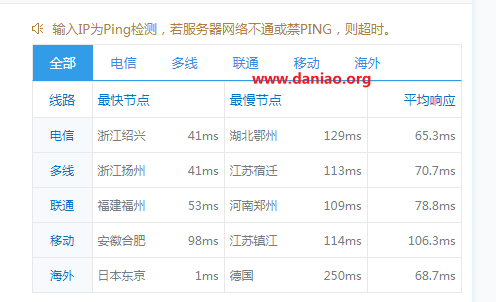 输入IP为Ping检测，若服务器网络不通或禁PING，则超时。
全部 电信 多线 联通 移动 海外
www.daniao.org
线路 最快节点 最慢节点 平均响应
电信 浙江绍兴 41ms 湖北鄂州 129ms 65.3ms
多线 浙江扬州 41ms 江苏宿迁 113ms 70.7ms
联通 福建福州 53ms 河南郑州 109ms 78.8ms
移动 安徽合肥 98ms 江苏镇江 114ms 106.3ms
海外 日本东京 1ms 德国 250ms 68.7ms